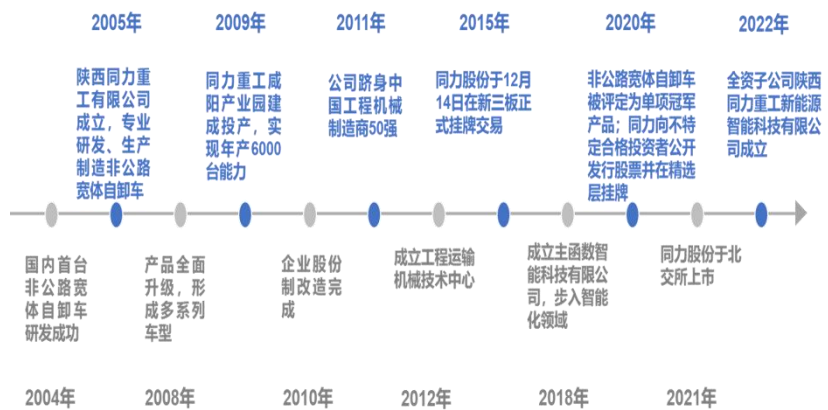 2005年
2009年
2011年
2015年
2020年
2022年
陕西同力重
工有限公司
成立，专业
研发、生产
制造非公路
宽体自卸车
同力重工咸
阳产业园建
成投产，实
现年产6000
台能力
公司跻身中
国工程机械
制造商50强
同力股份于12月
14日在新三板正
式挂牌交易
非公路宽体自卸车
被评定为单项冠军
产品；同力向不特
定合格投资者公开
发行股票并在精选
层挂牌
全资子公司陕西
同力重工新能源
智能科技有限公
司成立
国内首台
非公路宽
体自卸车
研发成功
产品全面
升级，形
成多系列
车型
企业股份
制改造完
成
成立工程运输
机械技术中心
成立主函数智
能科技有限公
司，步入智能
化领域
同力股份于北
交所上市
2004年
2008年
2010年
2012年
2018年
2021年